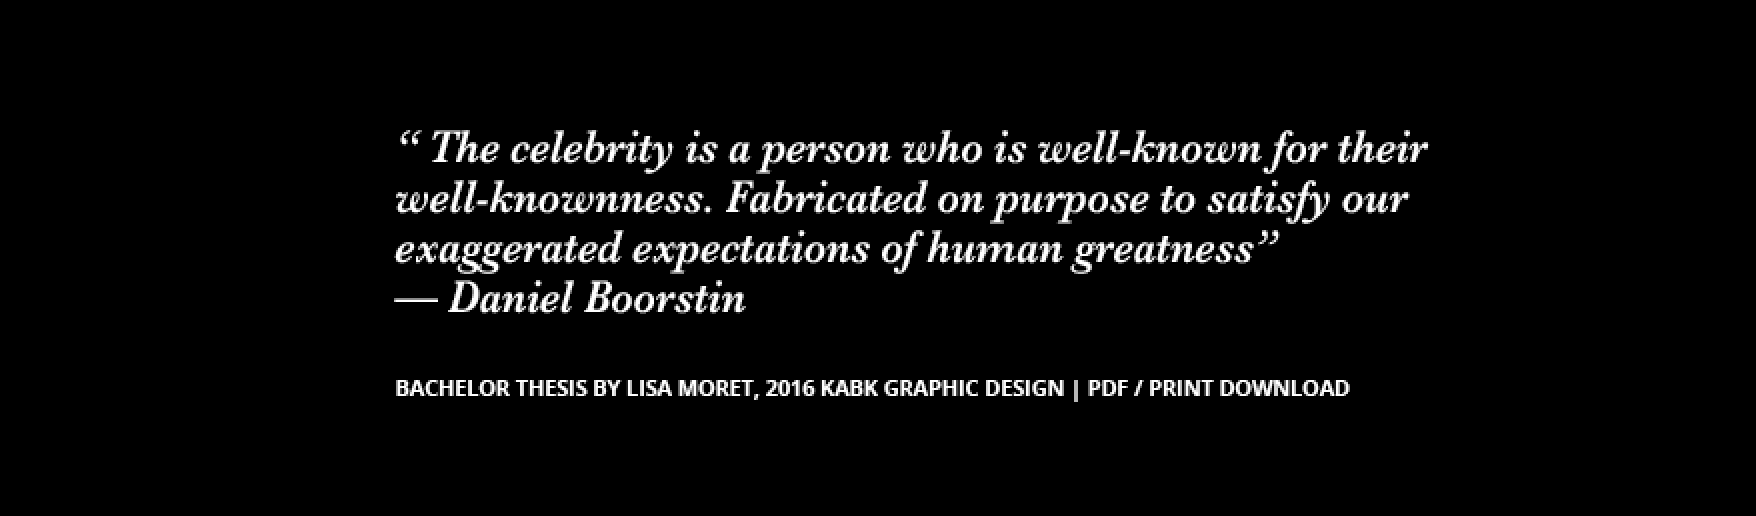 “ The celebrity is a person who is well-known for their
well-knownness. Fabricated on purpose to satisfy our
exaggerated expectations of human greatness”
— Daniel Boorstin
BACHELOR THESIS BY LISA MORET, 2016 KABK GRAPHIC DESIGN | PDF / PRINT DOWNLOAD